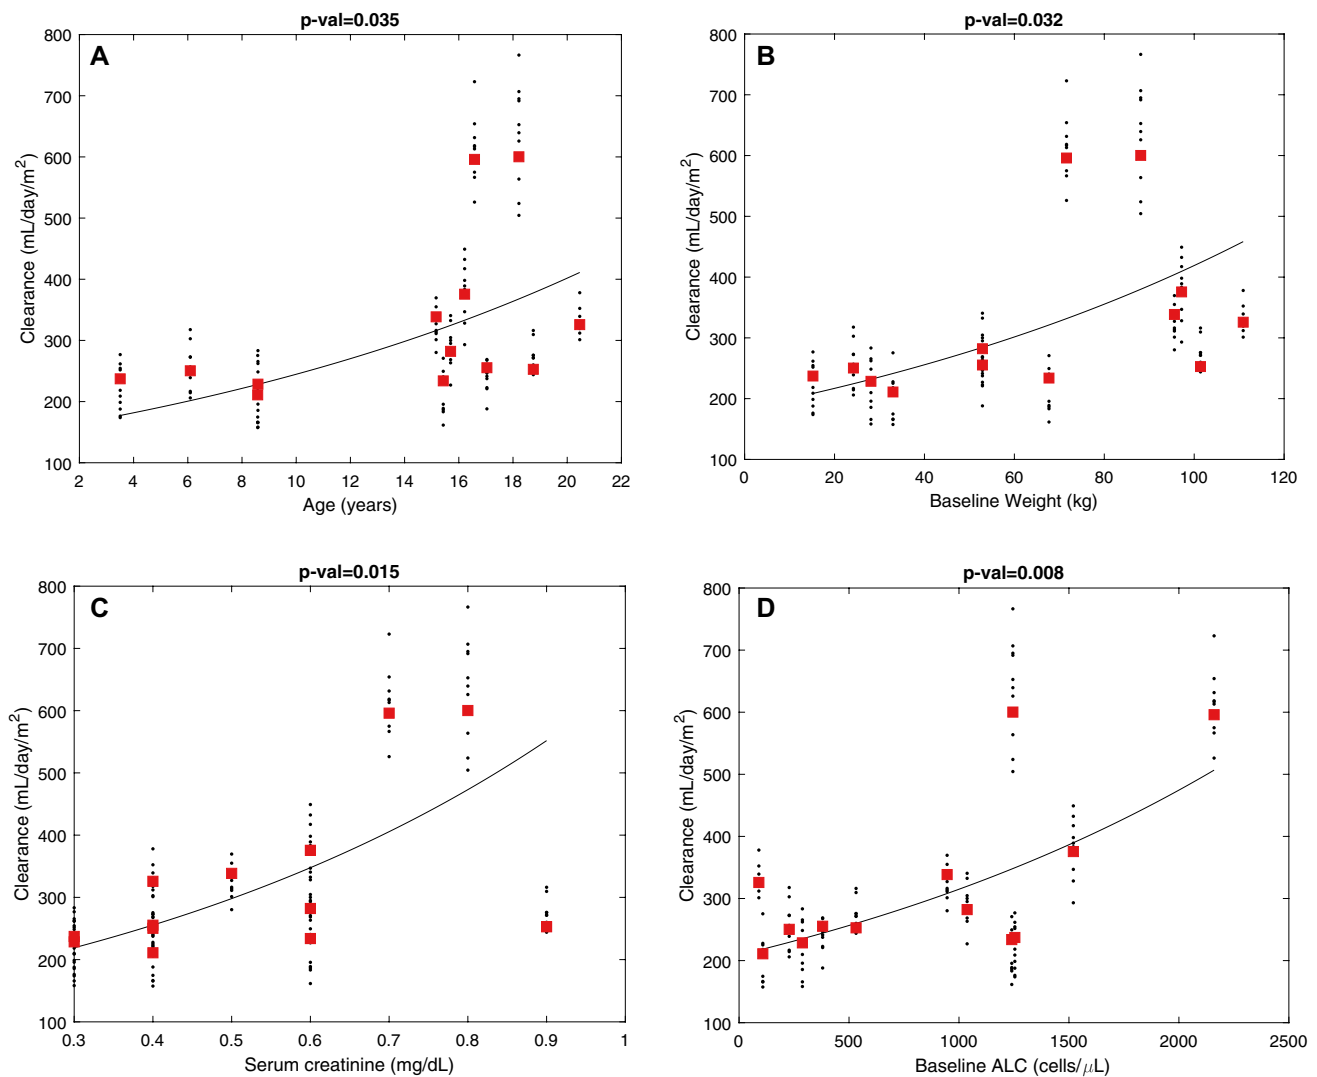 p-val=0.035
A
800
700
600
500
400
300
200
100
Clearance (mL/day/m²)
2 4 6 8 10 12 14 16 18 20 22
Age (years)
p-val=0.032
B
800
700
600
500
400
300
200
100
Clearance (mL/day/m²)
0 20 40 60 80 100 120
Baseline Weight (kg)
p-val=0.015
C
800
700
600
500
400
300
200
100
Clearance (mL/day/m²)
0.3 0.4 0.5 0.6 0.7 0.8 0.9 1
Serum creatinine (mg/dL)
p-val=0.008
D
800
700
600
500
400
300
200
100
Clearance (mL/day/m²)
0 500 1000 1500 2000 2500
Baseline ALC (cells/μL)